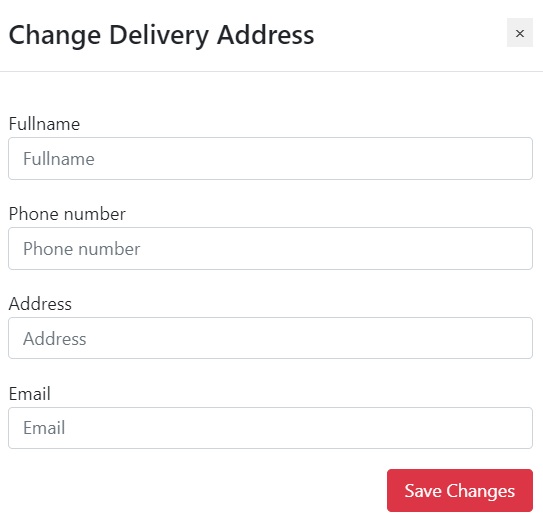 Change Delivery Address ×
Fullname
Fullname
Phone number
Phone number
Address
Address
Email
Email
Save Changes